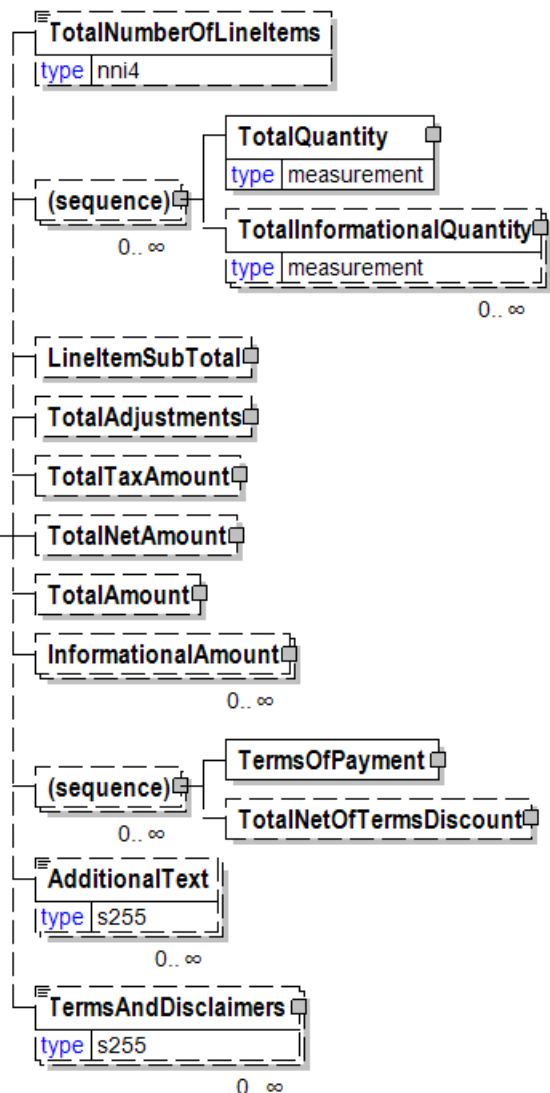 TotalNumberOfLineItems
type nni4
TotalQuantity
type measurement
(sequence)
0.. ∞
TotalInformationalQuantity
type measurement
0.. ∞
LineItemSubTotal
TotalAdjustments
TotalTaxAmount
TotalNetAmount
TotalAmount
InformationalAmount
0.. ∞
TermsOfPayment
(sequence)
0.. ∞
TotalNetOfTermsDiscount
AdditionalText
type s255
0.. ∞
TermsAndDisclaimers
type s255
0.. ∞